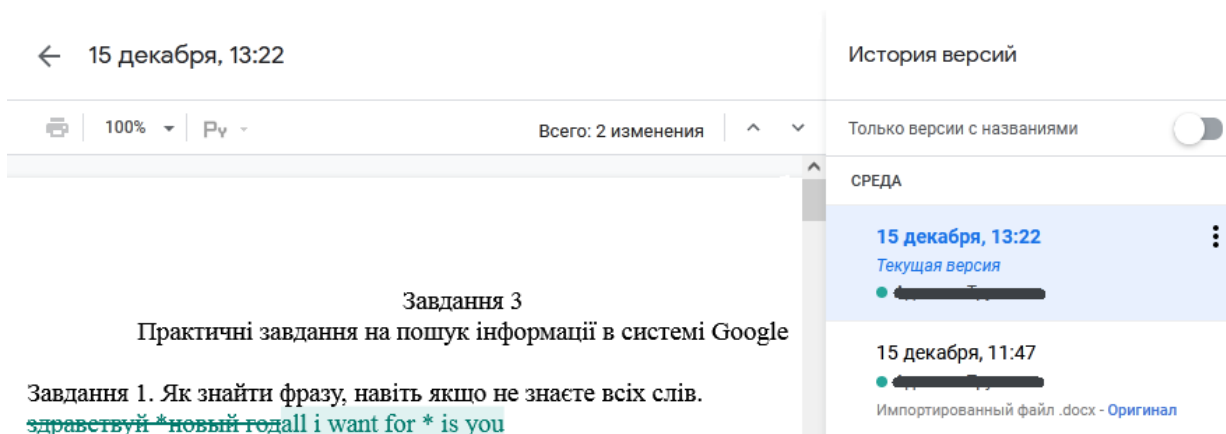 15 декабря, 13:22
История версий
100%
Всего: 2 изменения
Только версии с названиями
СРЕДА
15 декабря, 13:22
Текущая версия
15 декабря, 11:47
Импортированный файл .docx - Оригинал
Завдання 3
Практичні завдання на пошук інформації в системі Google
Завдання 1. Як знайти фразу, навіть якщо не знаєте всіх слів.
здравствуй *новый годall i want for * is you